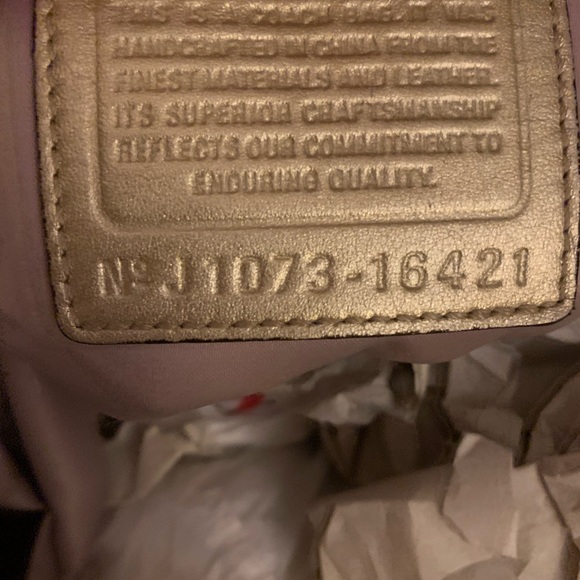 THIS IS A COACH BAG. IT WAS
HANDCRAFTED IN CHINA FROM THE
FINEST MATERIALS AND LEATHER.
ITS SUPERIOR CRAFTSMANSHIP
REFLECTS OUR COMMITMENT TO
ENDURING QUALITY.
Nº J1073-16421